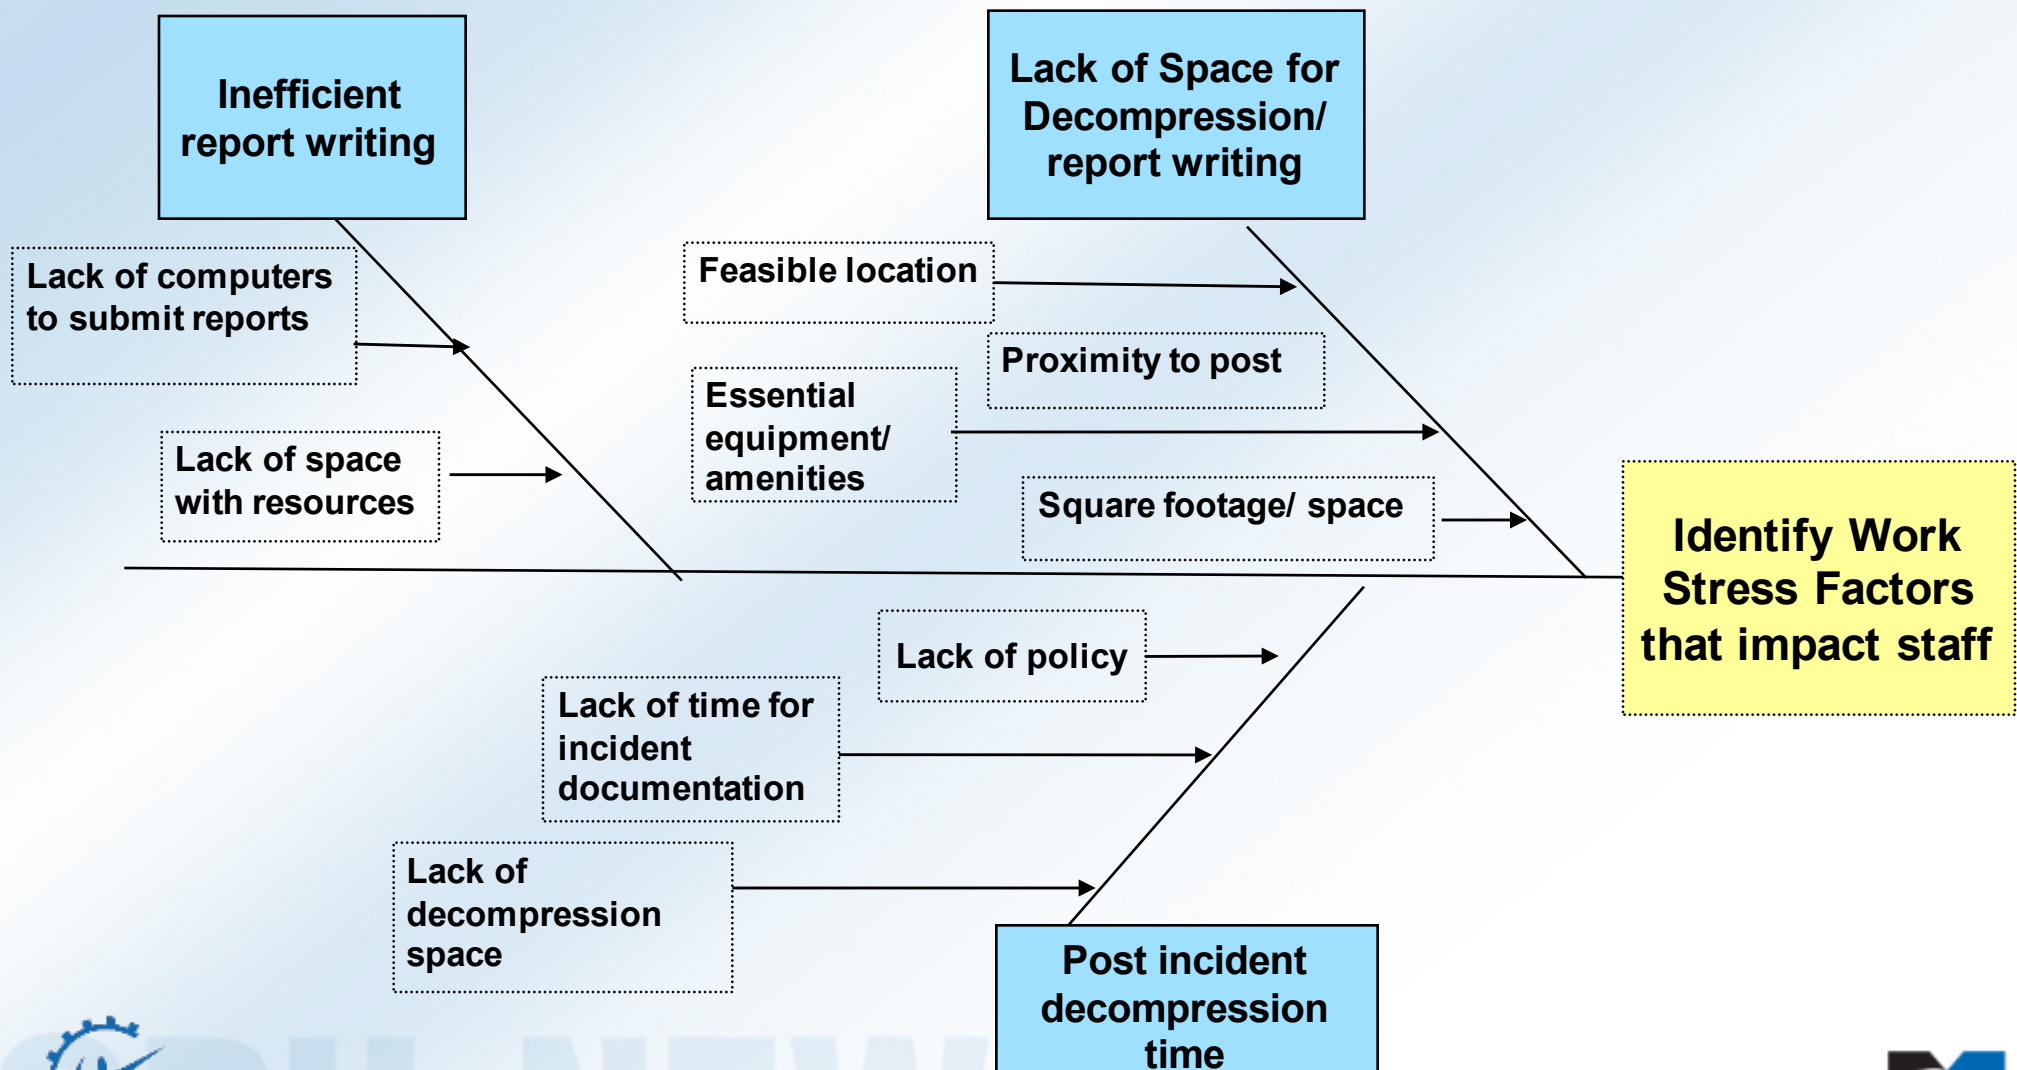 Inefficient
report writing
Lack of Space for
Decompression/
report writing
Lack of computers
to submit reports
Feasible location
Proximity to post
Essential
equipment/
amenities
Lack of space
with resources
Square footage/ space
Identify Work
Stress Factors
that impact staff
Lack of policy
Lack of time for
incident
documentation
Lack of
decompression
space
Post incident
decompression
time
NEW